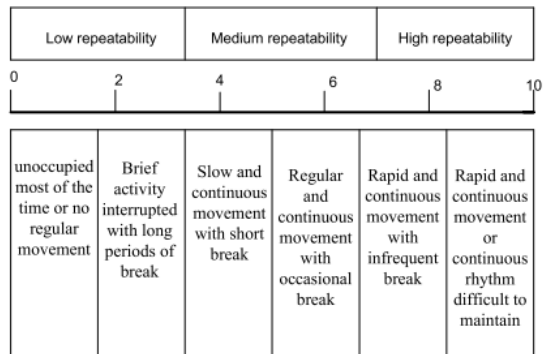 Low repeatability
Medium repeatability
High repeatability
0
2
4
6
8
10
unoccupied
most of the
time or no
regular
movement
Brief
activity
interrupted
with long
periods of
break
Slow and
continuous
movement
with short
break
Regular
and
continuous
movement
with
occasional
break
Rapid and
continuous
movement
with
infrequent
break
Rapid and
continuous
movement
or
continuous
rhythm
difficult to
maintain